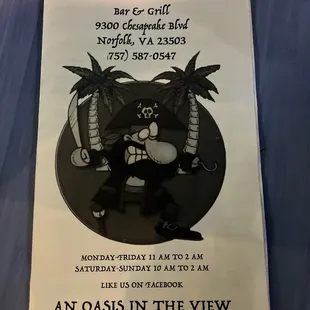 Bar & Grill
9300 Chesapeake Blvd
Norfolk, VA 23503
(757) 587-0547
Monday-Friday 11 AM to 2 AM
Saturday-Sunday 10 AM to 2 AM
Like us on Facebook
An Oasis in the View